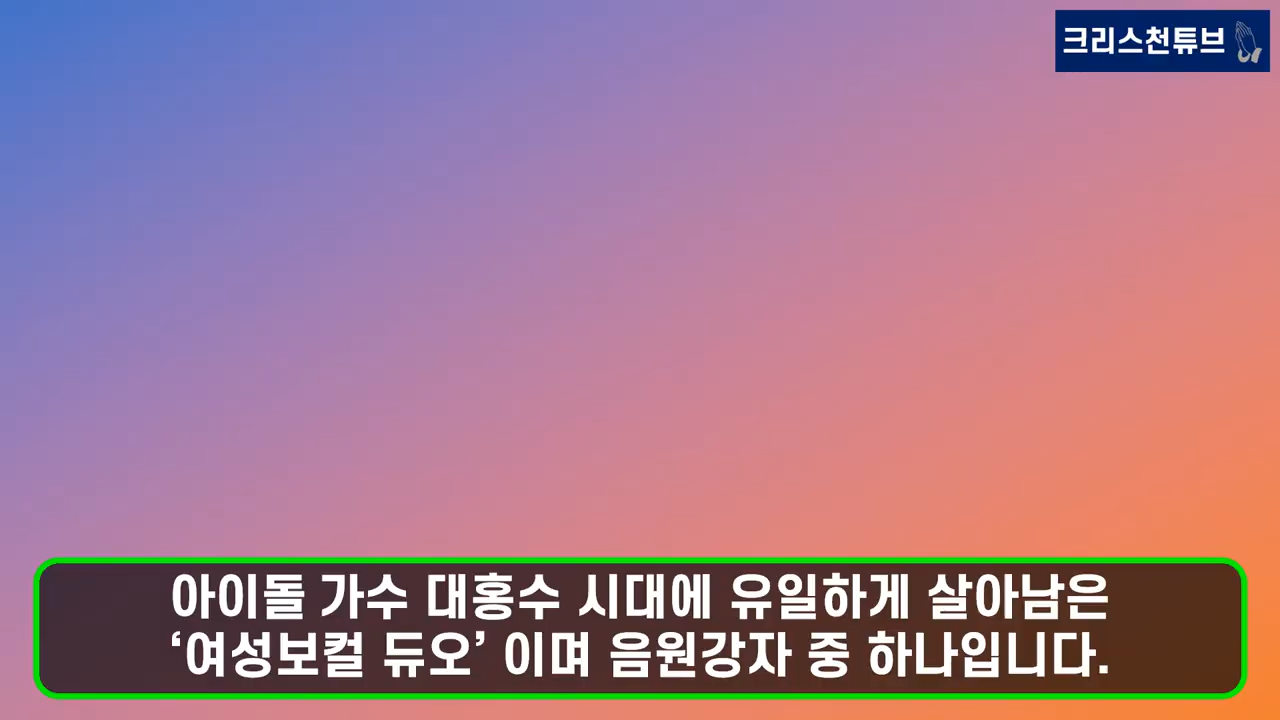 크리스천튜브
아이돌 가수 대홍수 시대에 유일하게 살아남은
‘여성보컬 듀오’ 이며 음원강자 중 하나입니다.